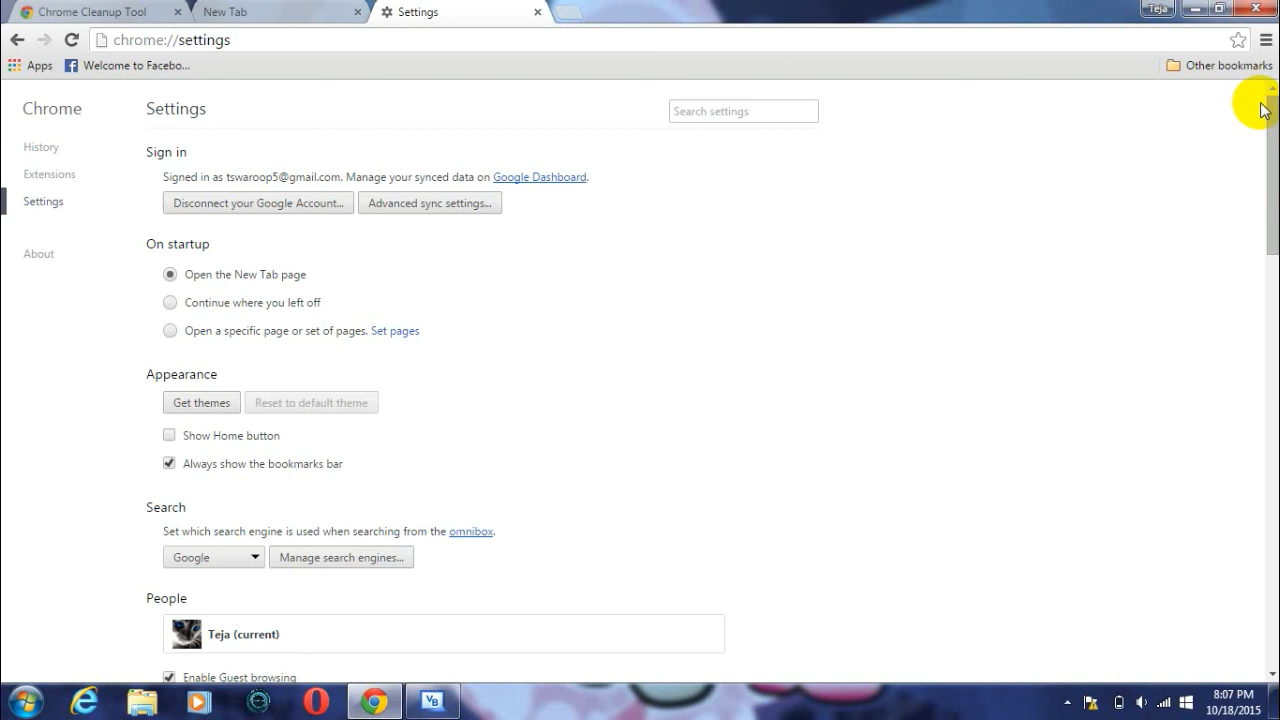 Chrome Cleanup Tool
New Tab
Settings
Teja
chrome://settings
Apps
Welcome to Facebo...
Other bookmarks
Chrome
History
Extensions
Settings
About
Settings
Search settings
Sign in
Signed in as tswaroop5@gmail.com. Manage your synced data on Google Dashboard.
Disconnect your Google Account... Advanced sync settings...
On startup
Open the New Tab page
Continue where you left off
Open a specific page or set of pages. Set pages
Appearance
Get themes Reset to default theme
Show Home button
Always show the bookmarks bar
Search
Set which search engine is used when searching from the omnibox.
Google Manage search engines...
People
Teja (current)
Enable Guest browsing
8:07 PM
10/18/2015